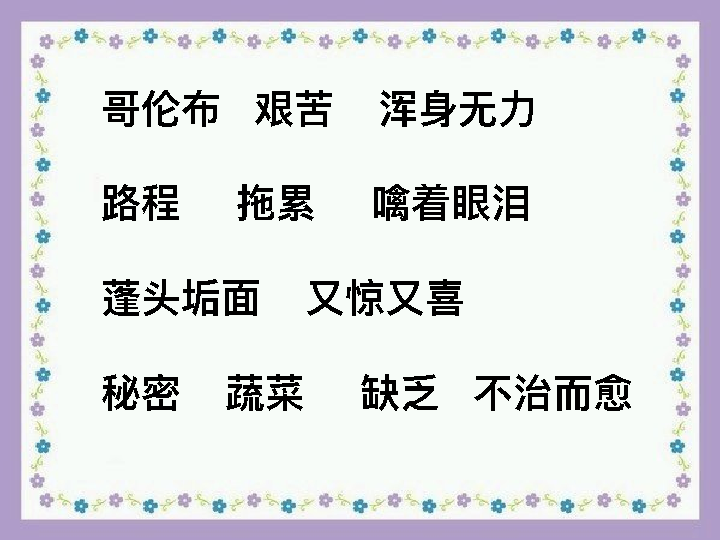 哥伦布 艰苦 浑身无力
路程 拖累 噙着眼泪
蓬头垢面 又惊又喜
秘密 蔬菜 缺乏 不治而愈